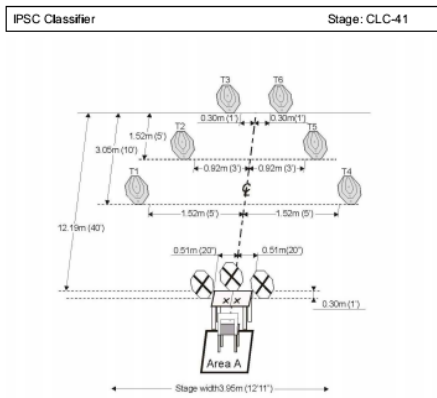 IPSC Classifier Stage: CLC-41
T3 T6
0.30m (1') 0.30m(1')
1.52m (5')
T2 T5
3.05m (10')
0.92m (3') 0.92m (3')
T1 T4
℄
1.52m (5') 1.52m (5')
12.19m (40')
0.51m (20") 0.51m(20")
0.30m (1')
Area A
Stage width3.95m (12'11")